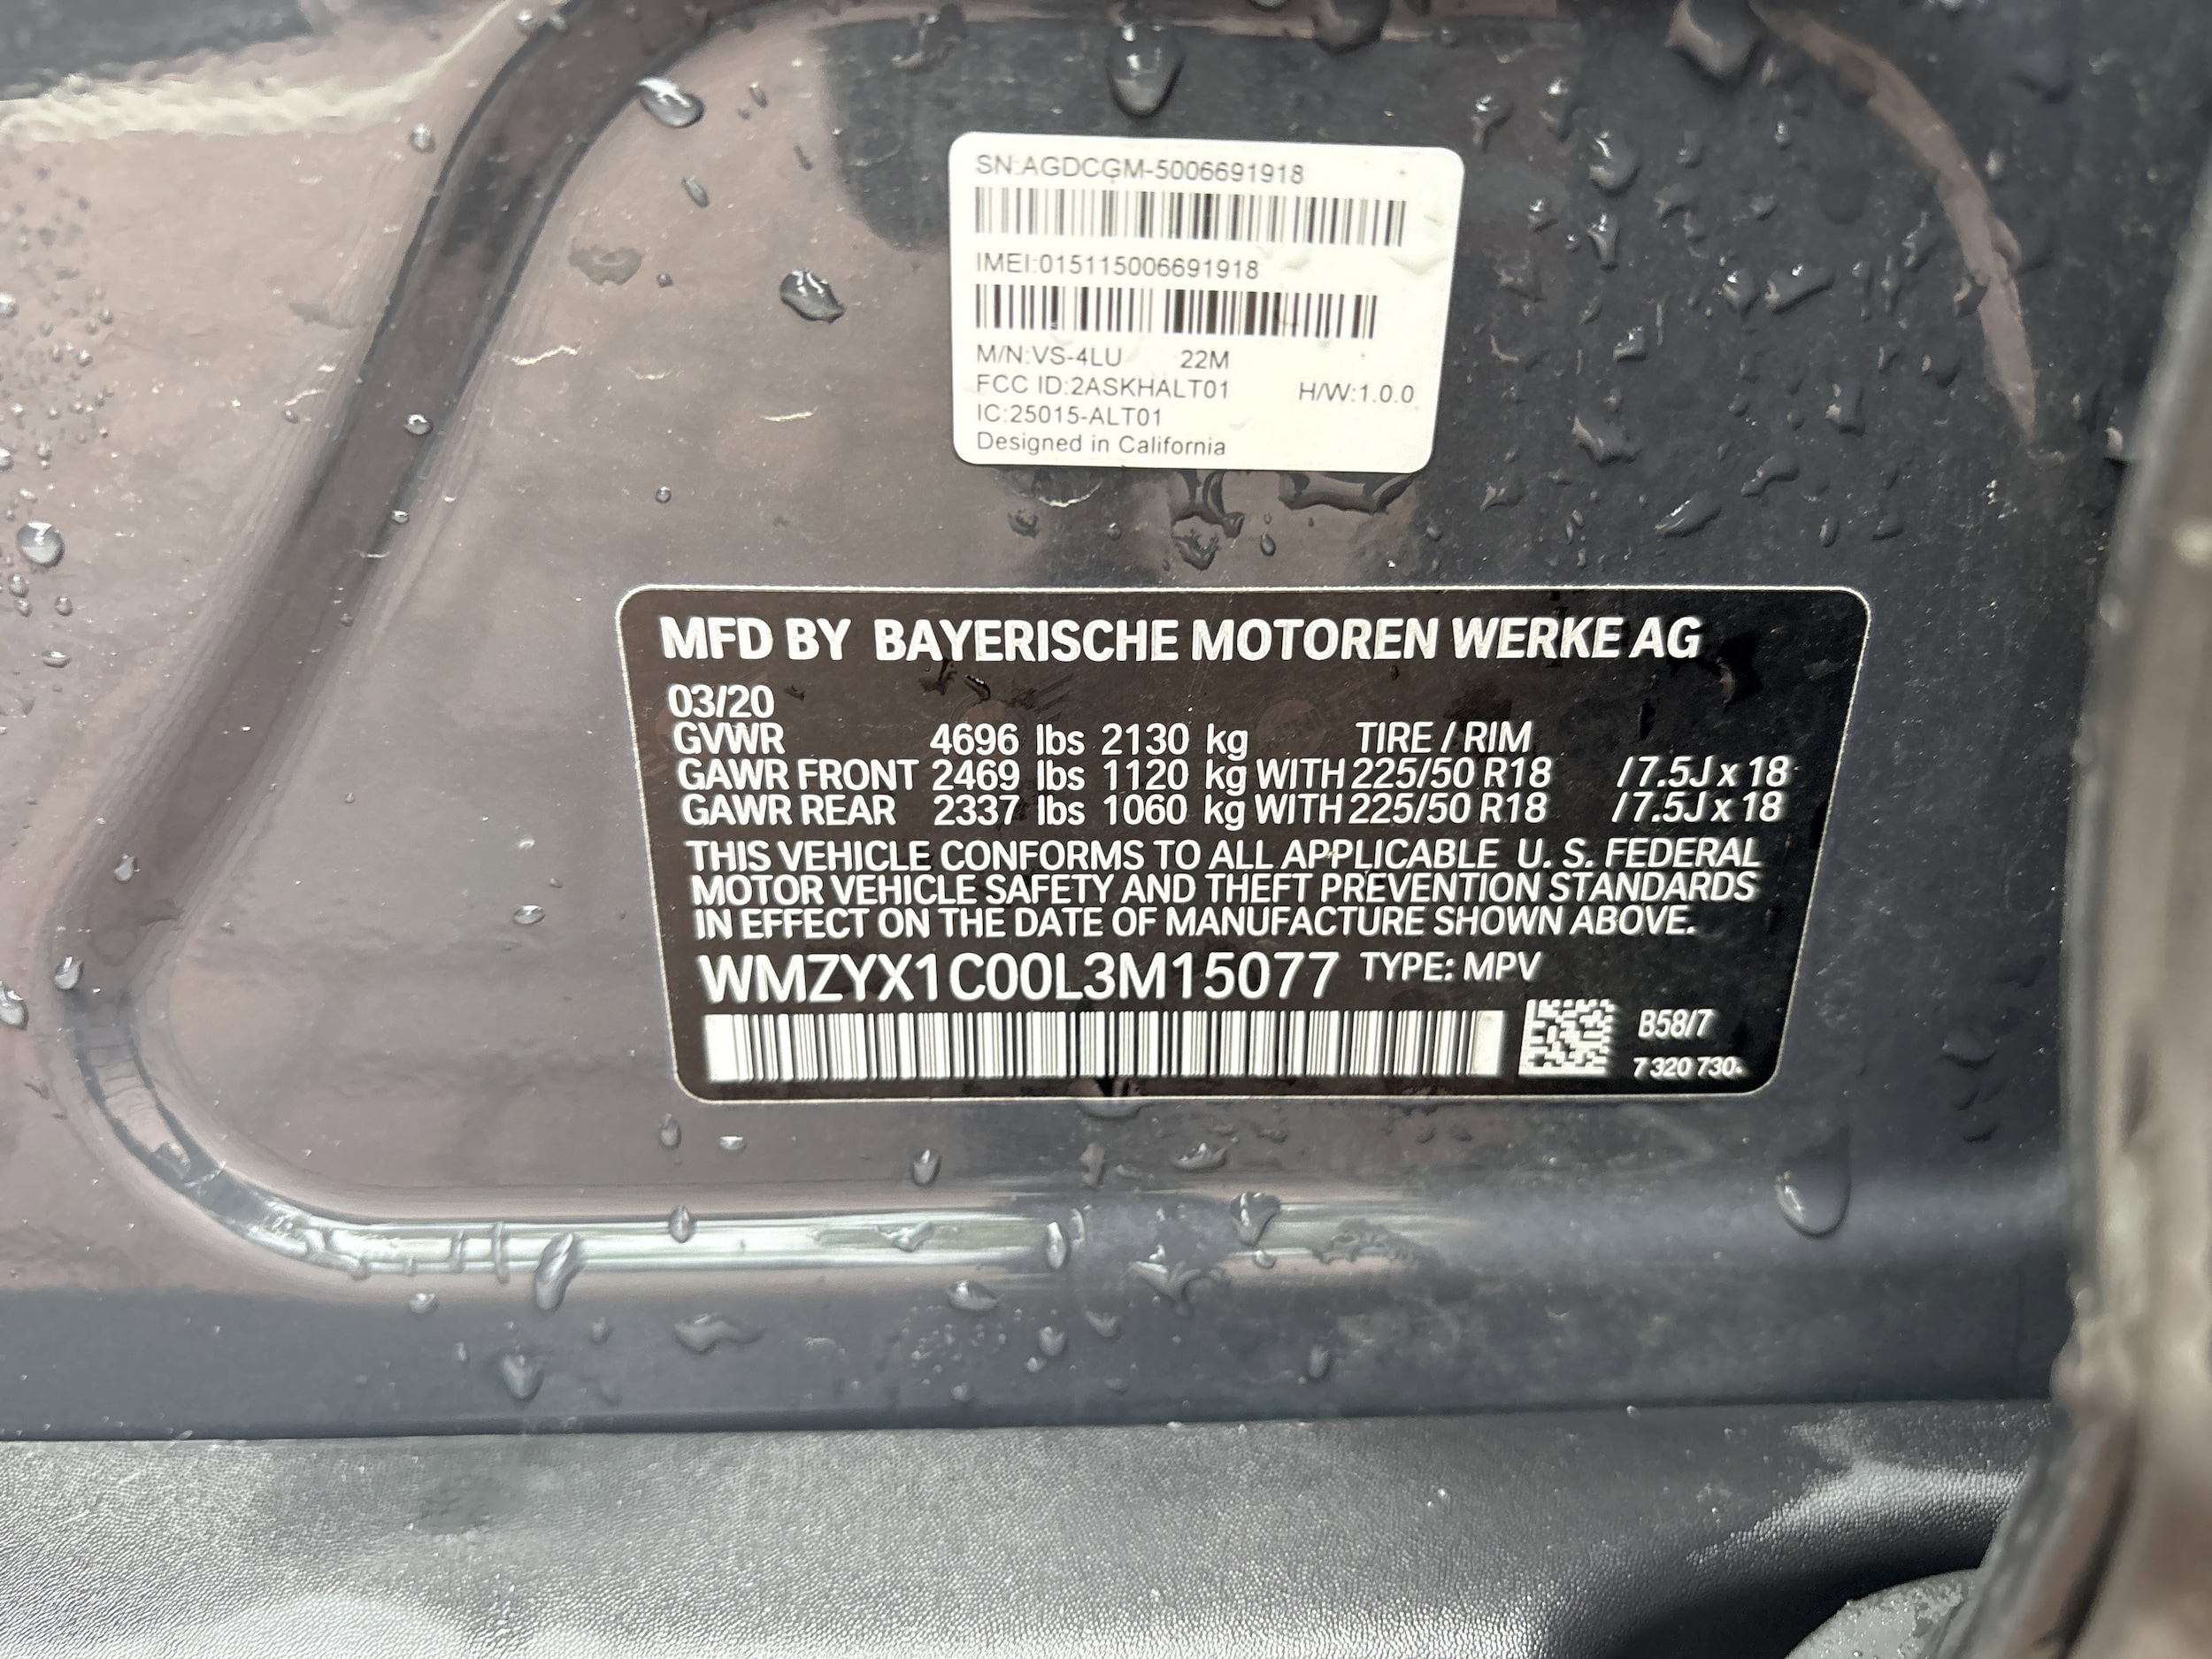 SN:AGDCGM-5006691918
IMEI:015115006691918
M/N:VS-4LU 22M
FCC ID:2ASKHALT01 H/W:1.0.0
IC:25015-ALT01
Designed in California
MFD BY BAYERISCHE MOTOREN WERKE AG
03/20
GVWR 4696 lbs 2130 kg TIRE / RIM
GAWR FRONT 2469 lbs 1120 kg WITH 225/50 R18 / 7.5J x 18
GAWR REAR 2337 lbs 1060 kg WITH 225/50 R18 / 7.5J x 18
THIS VEHICLE CONFORMS TO ALL APPLICABLE U. S. FEDERAL
MOTOR VEHICLE SAFETY AND THEFT PREVENTION STANDARDS
IN EFFECT ON THE DATE OF MANUFACTURE SHOWN ABOVE.
WMZYX1C00L3M15077 TYPE: MPV
B58/7
7 320 730